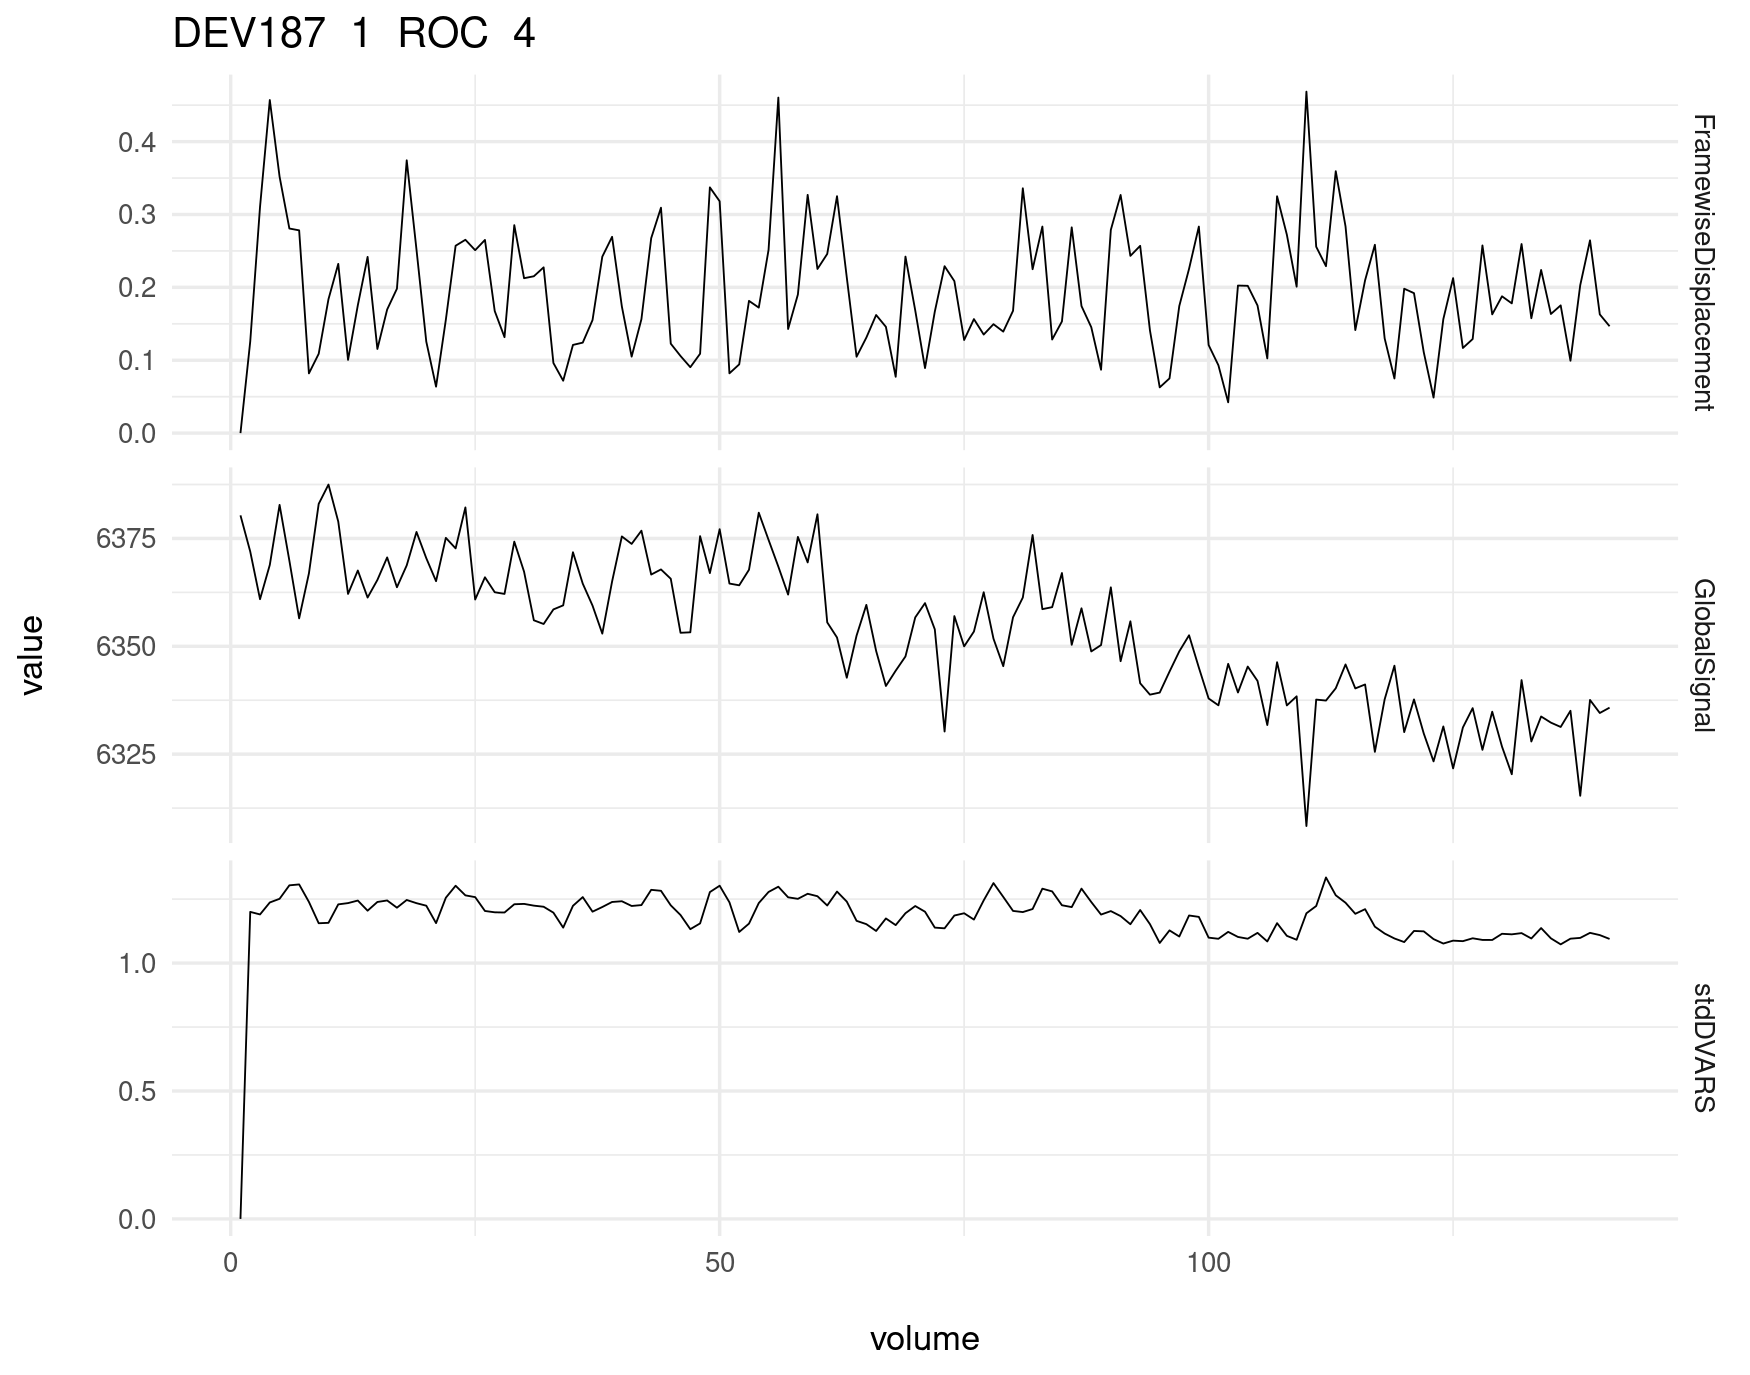 DEV187 1 ROC 4
0.4
0.3
0.2
0.1
0.0
FramewiseDisplacement
6375
6350
6325
GlobalSignal
value
1.0
0.5
0.0
stdDVARS
0 50 100
volume